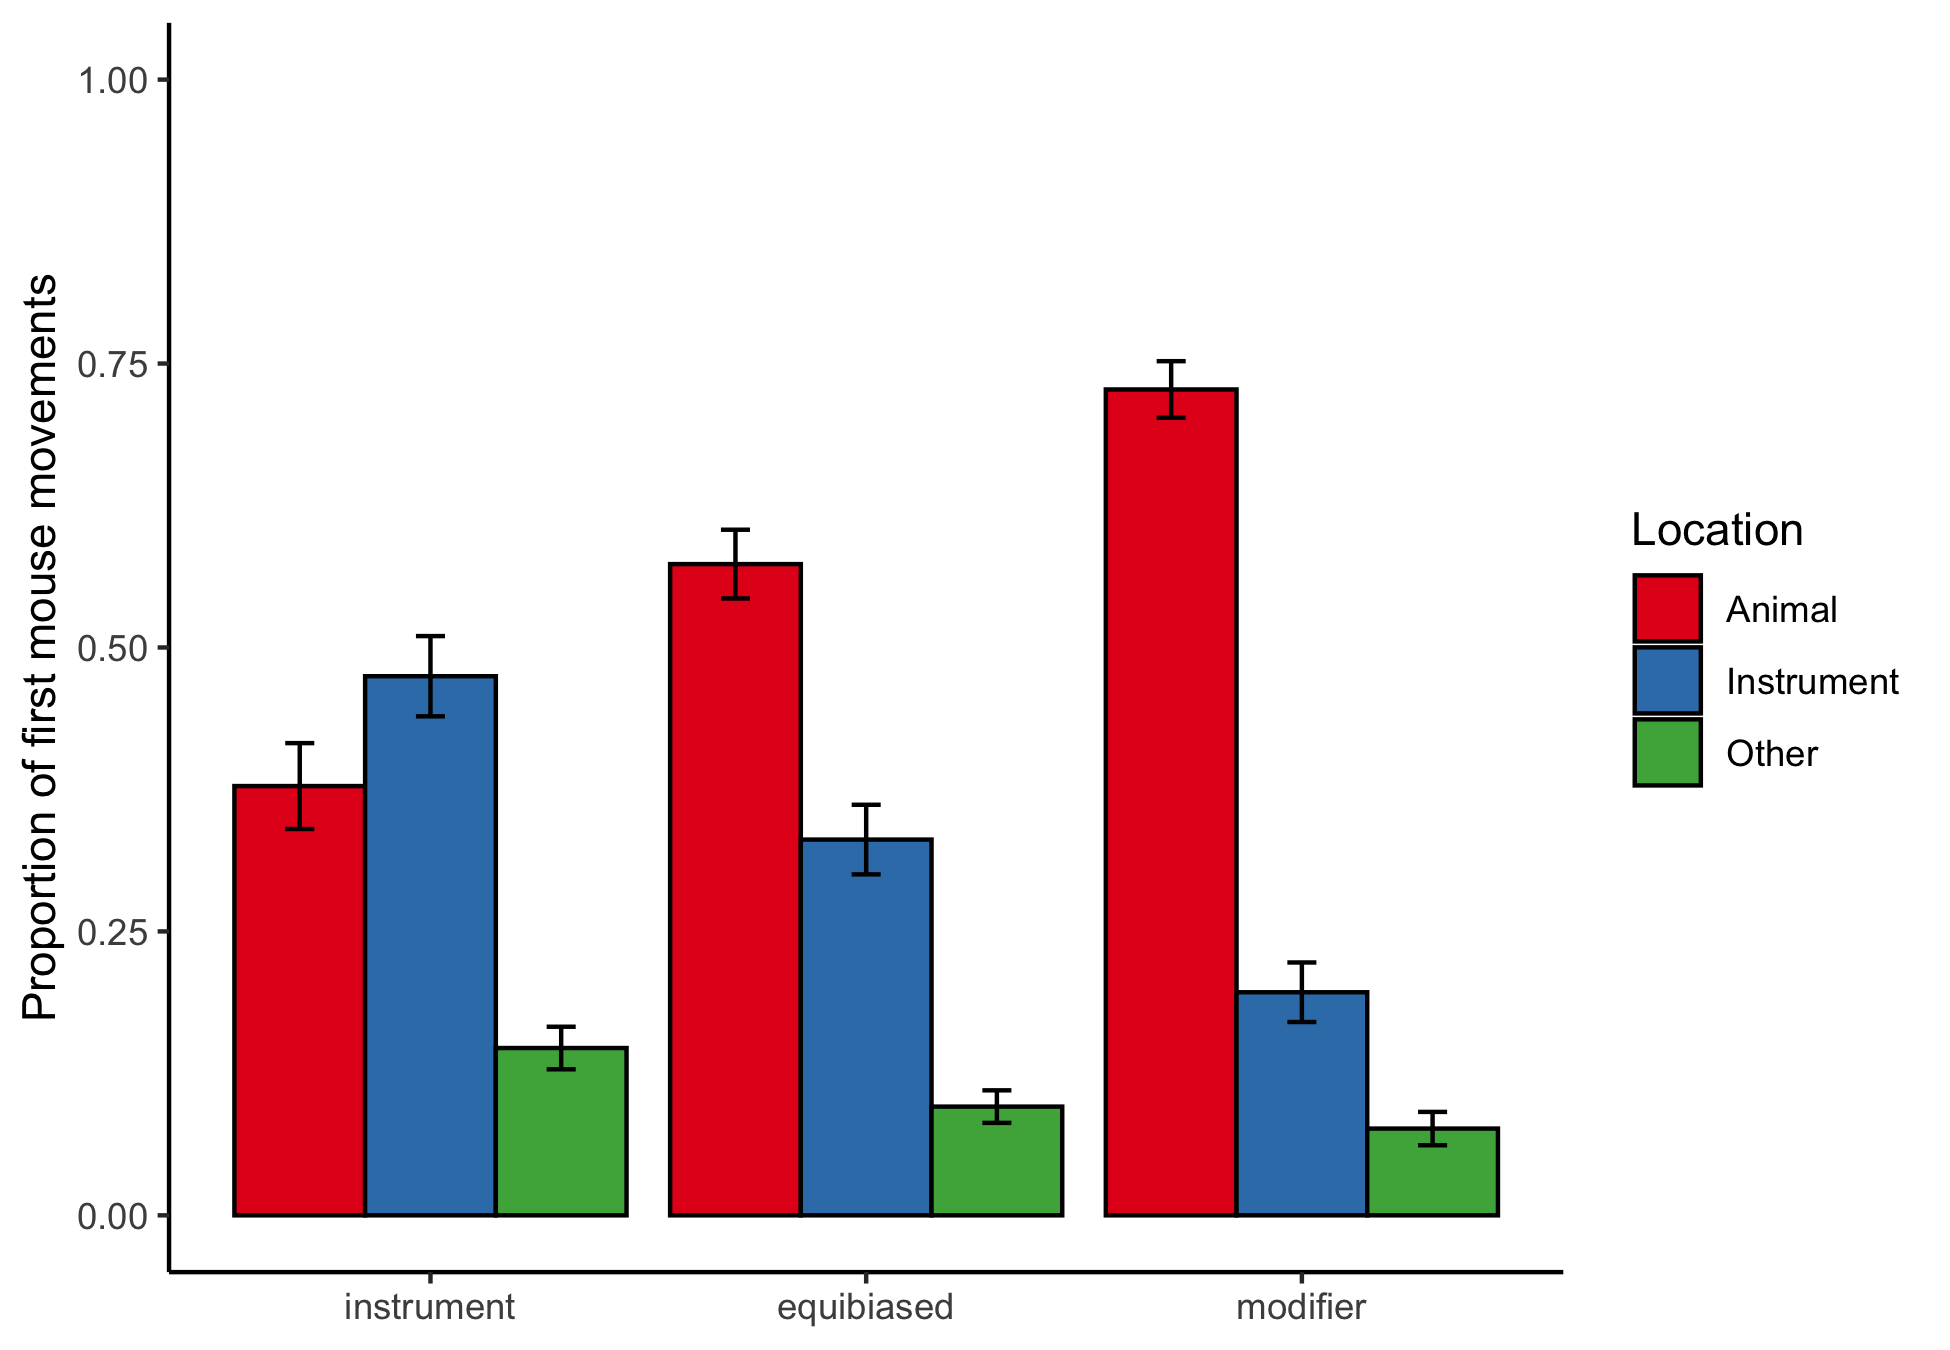 Proportion of first mouse movements
1.00
0.75
0.50
0.25
0.00
instrument
equibiased
modifier
Location
Animal
Instrument
Other